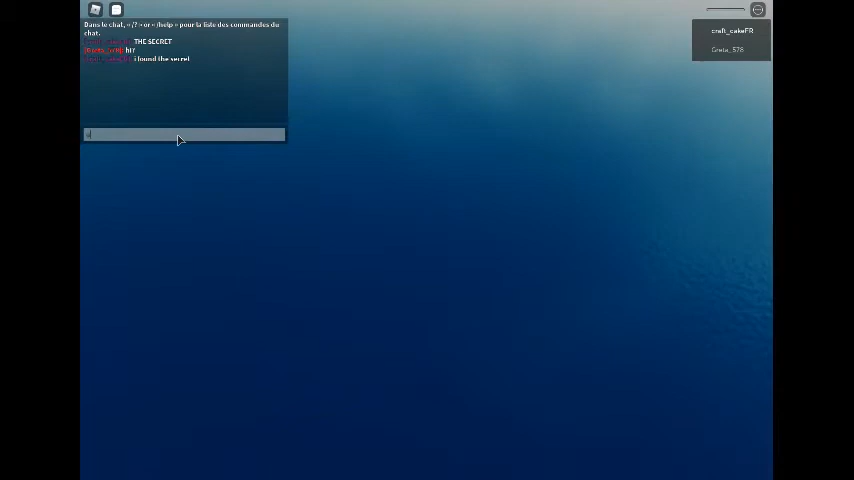 Dans le chat, « /? » or « /help » pour la liste des commandes du
chat.
THE SECRET
hi?
i found the secret
craft_cakeFR
Greta_578